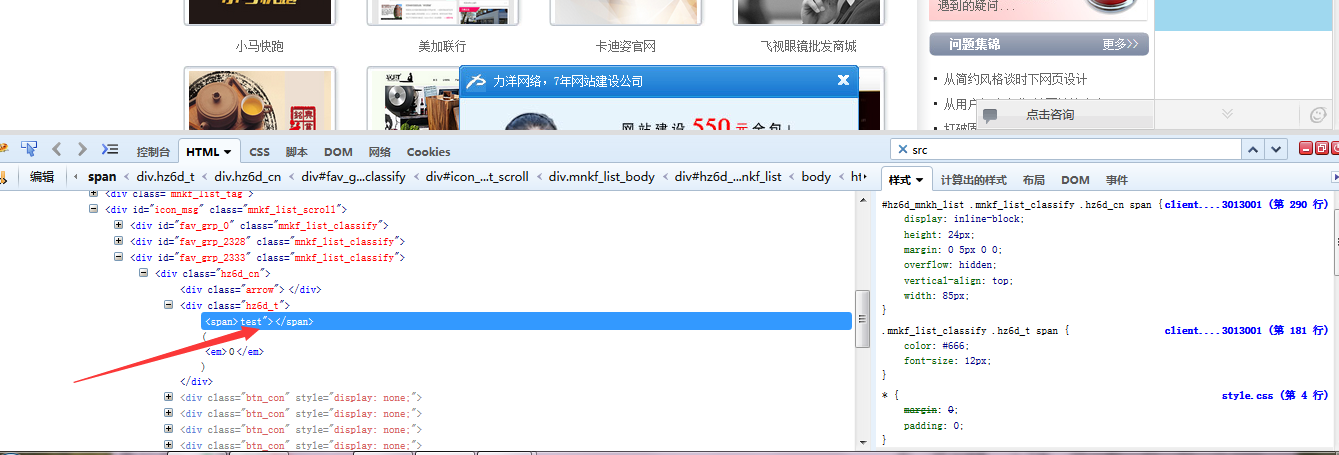 小马快跑
美加联行
卡迪姿官网
飞视眼镜批发商城
遇到的疑问...
问题集锦
更多>>
从简约风格谈时下网页设计
力洋网络，7年网站建设公司
网站建设 550元全包！
点击咨询
控制台 HTML CSS 脚本 DOM 网络 Cookies
src
编辑 span < div.hz6d_t < div.hz6d_cn < div#fav_g...classify < div#icon_...t_scroll < div.mnkf_list_body < div#hz6d_...nkf_list < body
样式 计算出的样式 布局 DOM 事件
<div class="mnkf_list_tag">
<div id="icon_msg" class="mnkf_list_scroll">
<div id="fav_grp_0" class="mnkf_list_classify">
<div id="fav_grp_2328" class="mnkf_list_classify">
<div id="fav_grp_2333" class="mnkf_list_classify">
<div class="hz6d_cn">
<div class="arrow"></div>
<div class="hz6d_t">
<span>test"></span>
(
<em>0</em>
)
</div>
<div class="btn_con" style="display: none;">
<div class="btn_con" style="display: none;">
<div class="btn_con" style="display: none;">
<div class="btn_con" style="display: none;">
#hz6d_mnkh_list .mnkf_list_classify .hz6d_cn span { client....3013001 (第 290 行)
display: inline-block;
height: 24px;
margin: 0 5px 0 0;
overflow: hidden;
vertical-align: top;
width: 85px;
}
.mnkf_list_classify .hz6d_t span { client....3013001 (第 181 行)
color: #666;
font-size: 12px;
}
* { style.css (第 4 行)
margin: 0;
padding: 0;
}